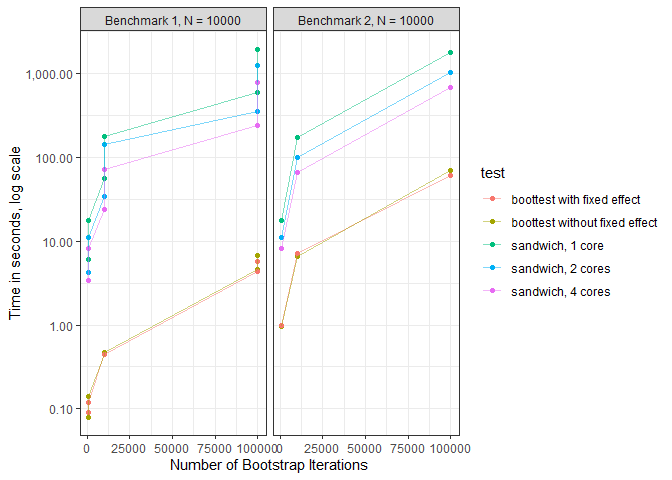 Benchmark 1, N = 10000
Benchmark 2, N = 10000
1,000.00
100.00
10.00
1.00
0.10
Time in seconds, log scale
0 25000 50000 75000 100000
0 25000 50000 75000 100000
Number of Bootstrap Iterations
test
boottest with fixed effect
boottest without fixed effect
sandwich, 1 core
sandwich, 2 cores
sandwich, 4 cores